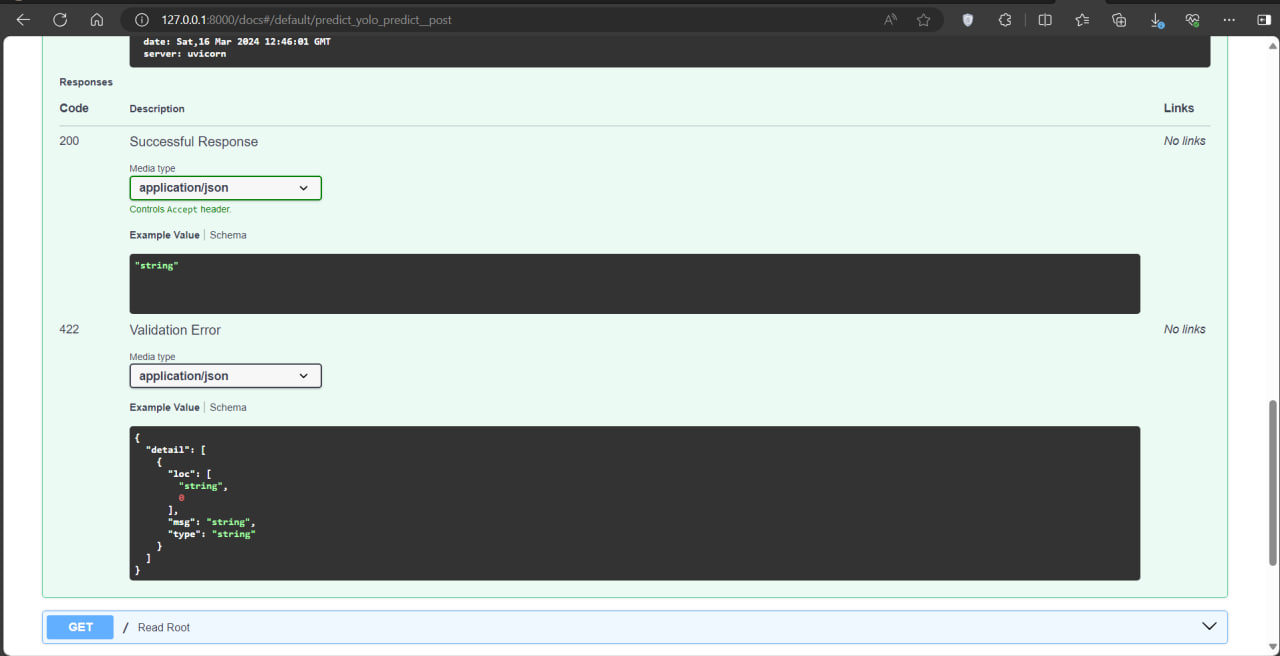 127.0.0.1:8000/docs#/default/predict_yolo_predict__post
date: Sat,16 Mar 2024 12:46:01 GMT
server: uvicorn
Responses
Code Description Links
200 Successful Response No links
Media type
application/json
Controls Accept header.
Example Value | Schema
"string"
422 Validation Error No links
Media type
application/json
Example Value | Schema
{
  "detail": [
    {
      "loc": [
        "string",
        0
      ],
      "msg": "string",
      "type": "string"
    }
  ]
}
GET / Read Root